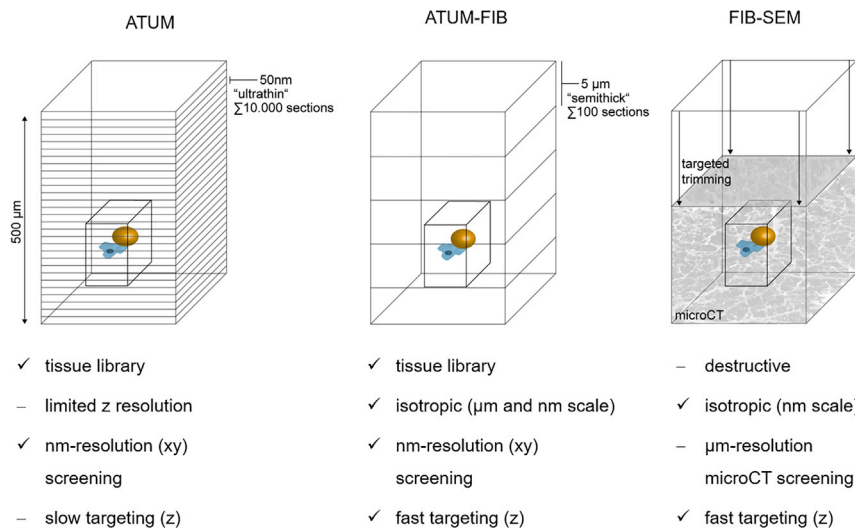 ATUM
ATUM-FIB
FIB-SEM
50nm
"ultrathin"
∑10.000 sections
5 µm
"semithick"
∑100 sections
targeted
trimming
500 µm
microCT
✓ tissue library
– limited z resolution
✓ nm-resolution (xy)
screening
– slow targeting (z)
✓ tissue library
✓ isotropic (µm and nm scale)
✓ nm-resolution (xy)
screening
✓ fast targeting (z)
– destructive
✓ isotropic (nm scale)
– µm-resolution
microCT screening
✓ fast targeting (z)